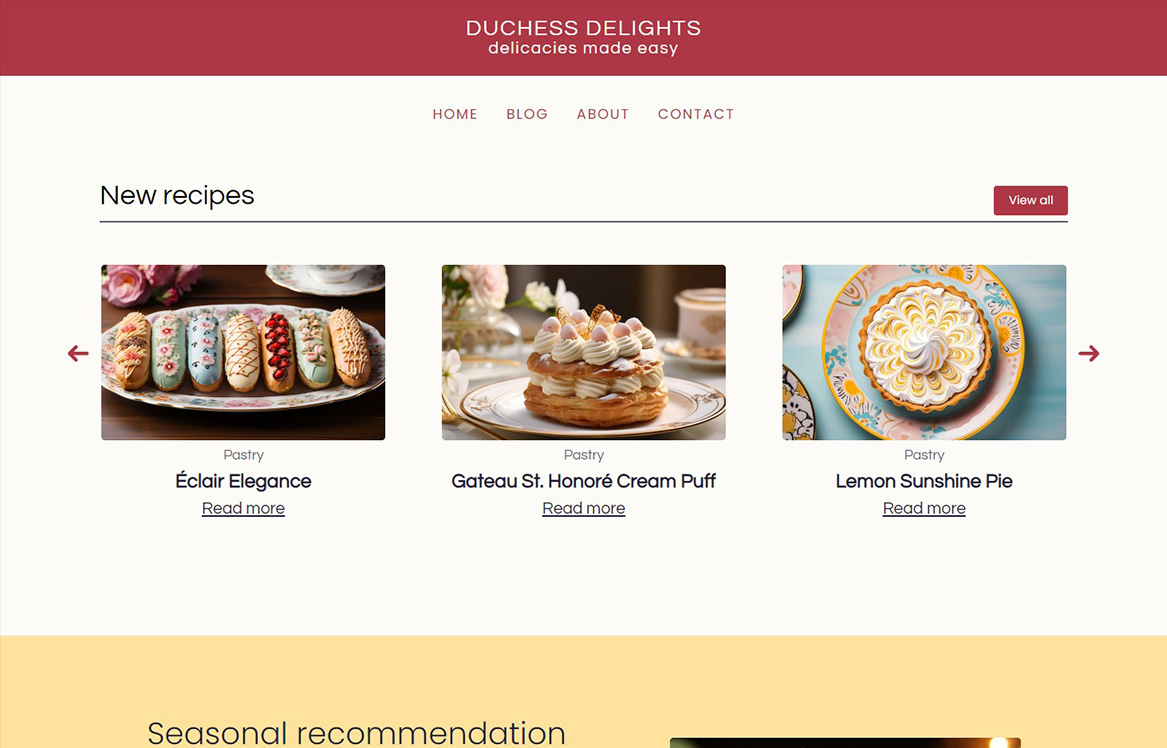 DUCHESS DELIGHTS
delicacies made easy
HOME BLOG ABOUT CONTACT
New recipes
View all
Pastry
Éclair Elegance
Read more
Pastry
Gateau St. Honoré Cream Puff
Read more
Pastry
Lemon Sunshine Pie
Read more
Seasonal recommendation